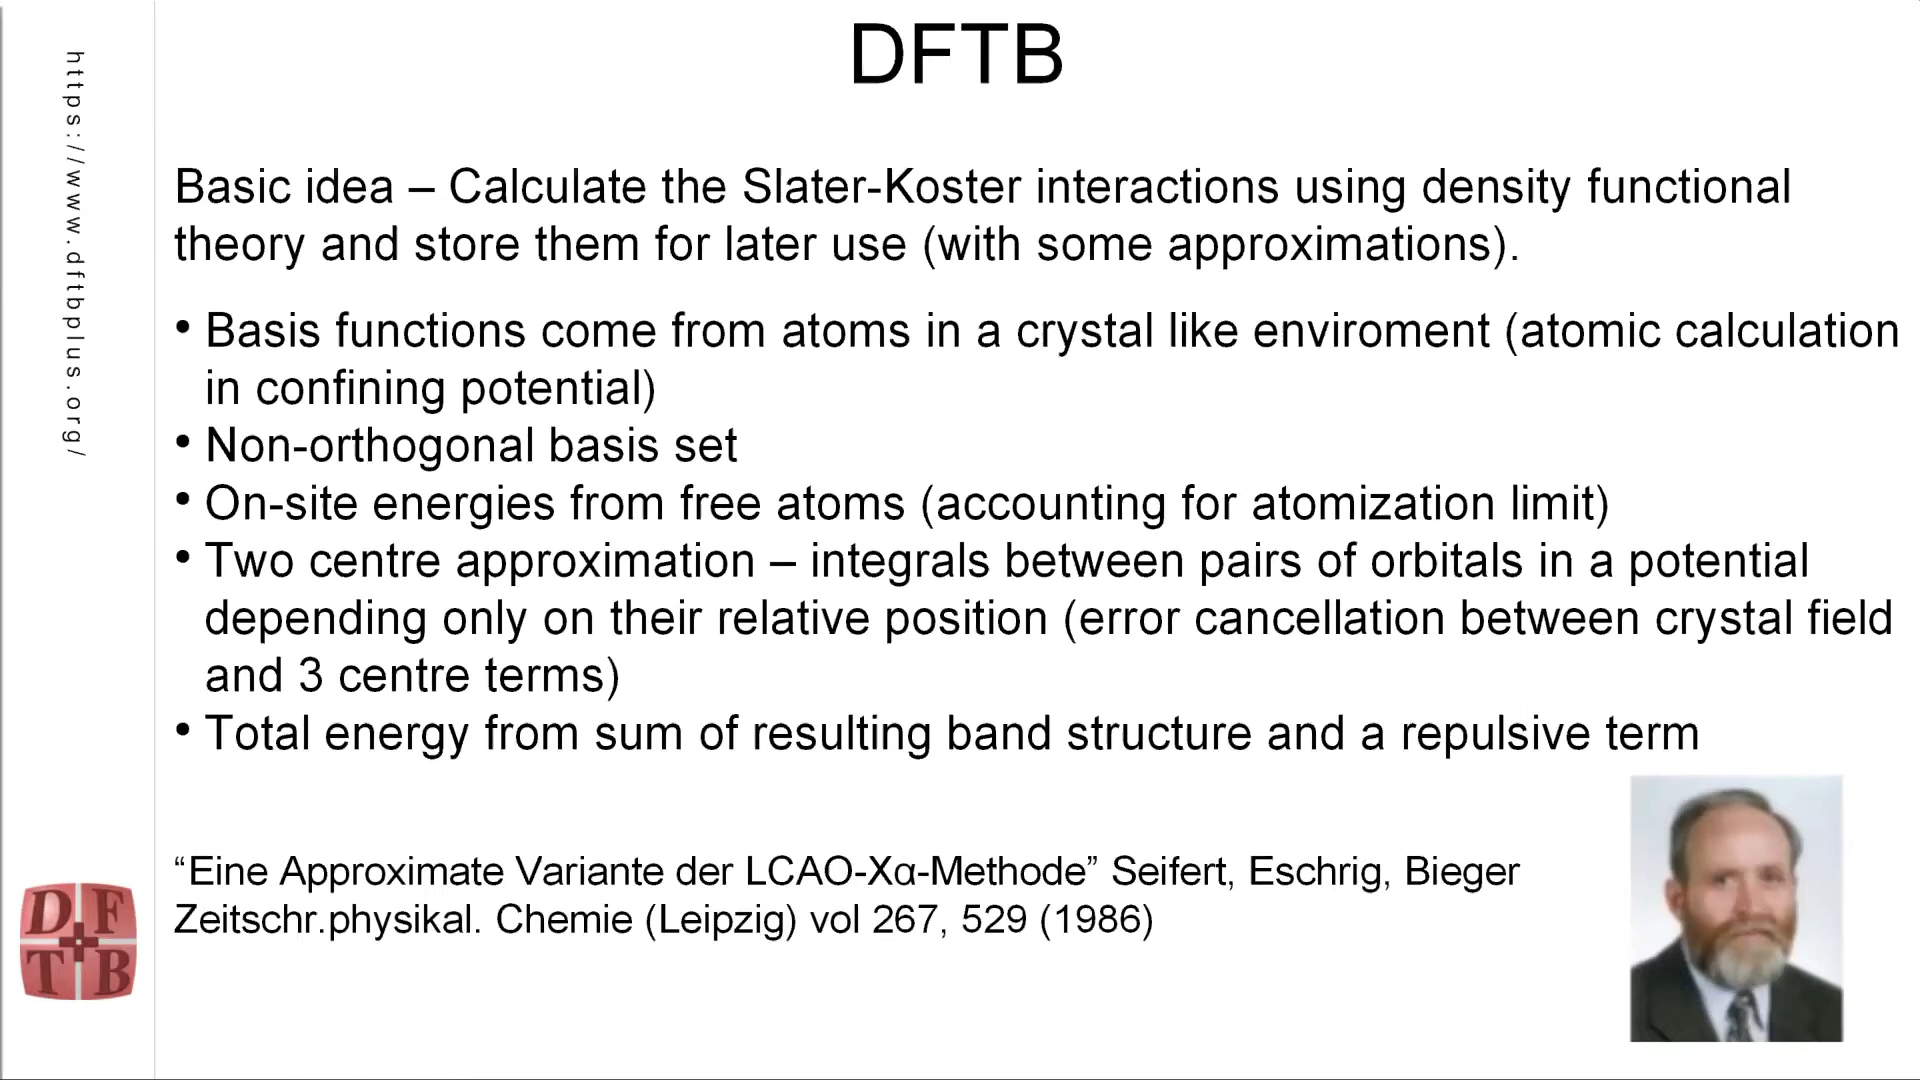 DFTB
https://www.dftbplus.org/
Basic idea – Calculate the Slater-Koster interactions using density functional
theory and store them for later use (with some approximations).
• Basis functions come from atoms in a crystal like enviroment (atomic calculation
in confining potential)
• Non-orthogonal basis set
• On-site energies from free atoms (accounting for atomization limit)
• Two centre approximation – integrals between pairs of orbitals in a potential
depending only on their relative position (error cancellation between crystal field
and 3 centre terms)
• Total energy from sum of resulting band structure and a repulsive term
“Eine Approximate Variante der LCAO-Xα-Methode” Seifert, Eschrig, Bieger
Zeitschr.physikal. Chemie (Leipzig) vol 267, 529 (1986)
D F
T B